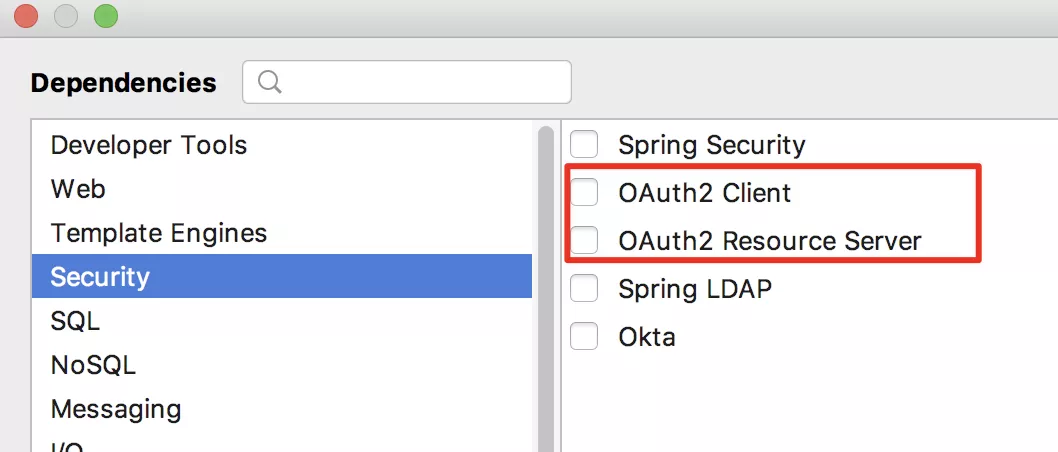 Dependencies
Developer Tools
Web
Template Engines
Security
SQL
NoSQL
Messaging
I/O
Spring Security
OAuth2 Client
OAuth2 Resource Server
Spring LDAP
Okta